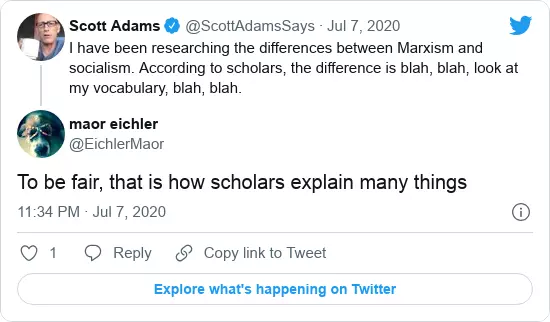 Scott Adams @ScottAdamsSays · Jul 7, 2020
I have been researching the differences between Marxism and
socialism. According to scholars, the difference is blah, blah, look at
my vocabulary, blah, blah.
maor eichler
@EichlerMaor
To be fair, that is how scholars explain many things
11:34 PM · Jul 7, 2020
1 Reply Copy link to Tweet
Explore what's happening on Twitter